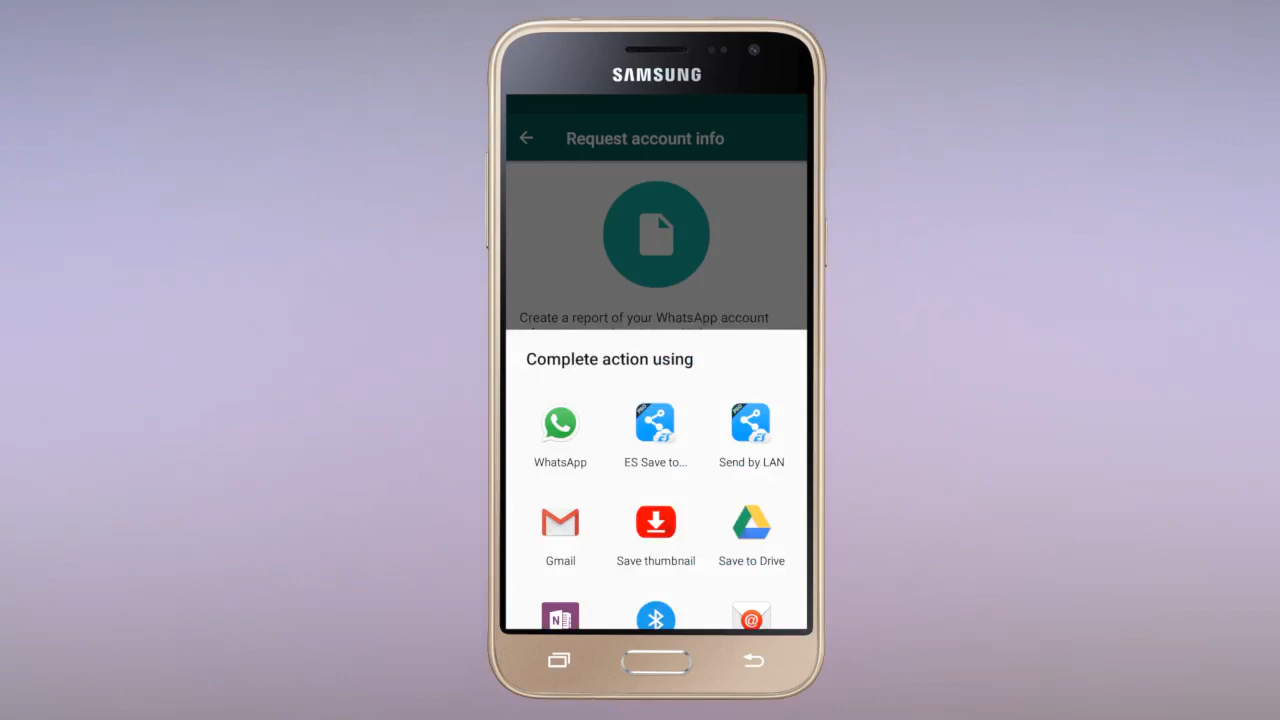 SAMSUNG
Request account info
Create a report of your WhatsApp account
Complete action using
WhatsApp
ES Save to...
Send by LAN
Gmail
Save thumbnail
Save to Drive